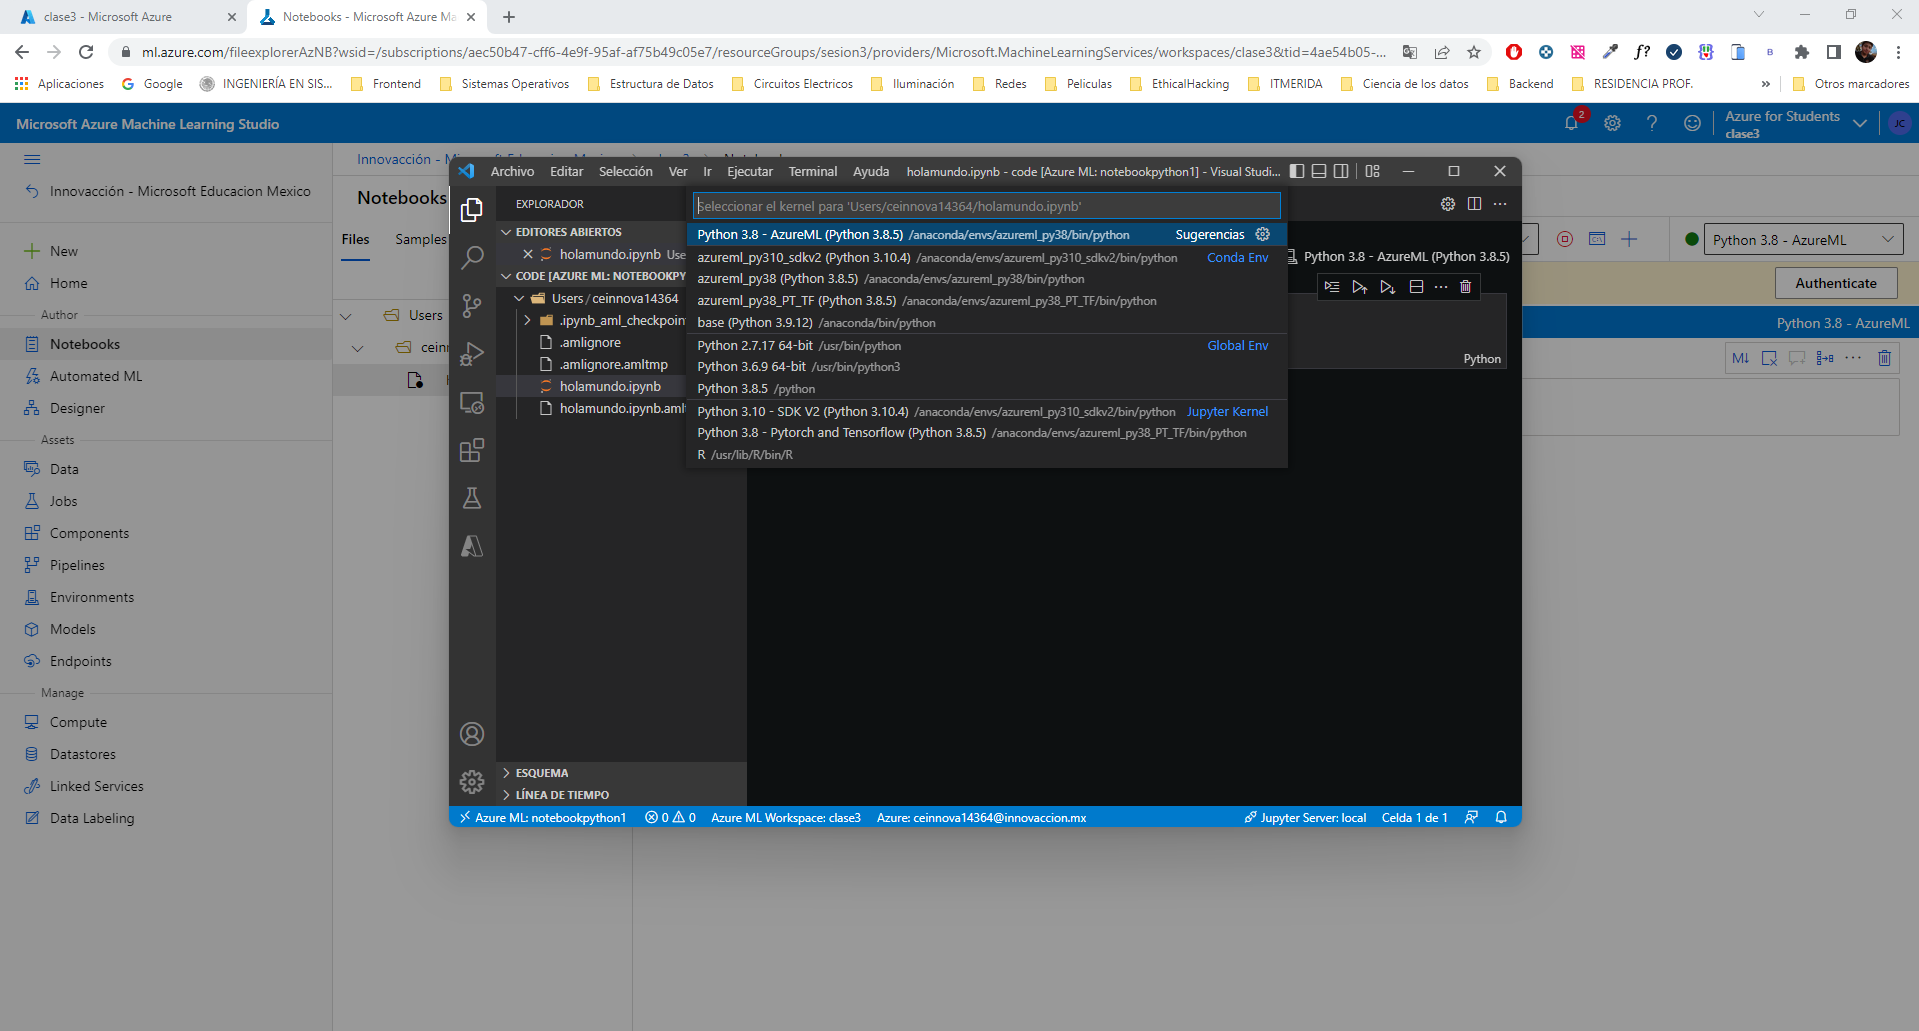 clase3 - Microsoft Azure
Notebooks - Microsoft Azure Ma
ml.azure.com/fileexplorerAzNB?wsid=/subscriptions/aec50b47-cff6-4e9f-95af-af75b49c05e7/resourceGroups/sesion3/providers/Microsoft.MachineLearningServices/workspaces/clase3&tid=4ae54b05-...
Aplicaciones Google INGENIERÍA EN SIS... Frontend Sistemas Operativos Estructura de Datos Circuitos Electricos Iluminación Redes Peliculas EthicalHacking ITMERIDA Ciencia de los datos Backend RESIDENCIA PROF. » Otros marcadores
Microsoft Azure Machine Learning Studio
2
Azure for Students
clase3
JC
Innovacción - Microsoft Educacion Mexico
New
Home
Author
Notebooks
Automated ML
Designer
Assets
Data
Jobs
Components
Pipelines
Environments
Models
Endpoints
Manage
Compute
Datastores
Linked Services
Data Labeling
Notebooks
Files Samples
Users
Python 3.8 - AzureML
Authenticate
Python 3.8 - AzureML
M↓
Archivo Editar Selección Ver Ir Ejecutar Terminal Ayuda holamundo.ipynb - code [Azure ML: notebookpython1] - Visual Studi...
EXPLORADOR
EDITORES ABIERTOS
holamundo.ipynb Use
CODE [AZURE ML: NOTEBOOKPY
Users / ceinnova14364
.ipynb_aml_checkpoin
.amlignore
.amlignore.amltmp
holamundo.ipynb
holamundo.ipynb.aml
ESQUEMA
LÍNEA DE TIEMPO
Seleccionar el kernel para 'Users/ceinnova14364/holamundo.ipynb'
Python 3.8 - AzureML (Python 3.8.5) /anaconda/envs/azureml_py38/bin/python Sugerencias
azureml_py310_sdkv2 (Python 3.10.4) /anaconda/envs/azureml_py310_sdkv2/bin/python Conda Env
azureml_py38 (Python 3.8.5) /anaconda/envs/azureml_py38/bin/python
azureml_py38_PT_TF (Python 3.8.5) /anaconda/envs/azureml_py38_PT_TF/bin/python
base (Python 3.9.12) /anaconda/bin/python
Python 2.7.17 64-bit /usr/bin/python Global Env
Python 3.6.9 64-bit /usr/bin/python3
Python 3.8.5 /python
Python 3.10 - SDK V2 (Python 3.10.4) /anaconda/envs/azureml_py310_sdkv2/bin/python Jupyter Kernel
Python 3.8 - Pytorch and Tensorflow (Python 3.8.5) /anaconda/envs/azureml_py38_PT_TF/bin/python
R /usr/lib/R/bin/R
Python 3.8 - AzureML (Python 3.8.5)
Python
Azure ML: notebookpython1 0 0 Azure ML Workspace: clase3 Azure: ceinnova14364@innovaccion.mx Jupyter Server: local Celda 1 de 1